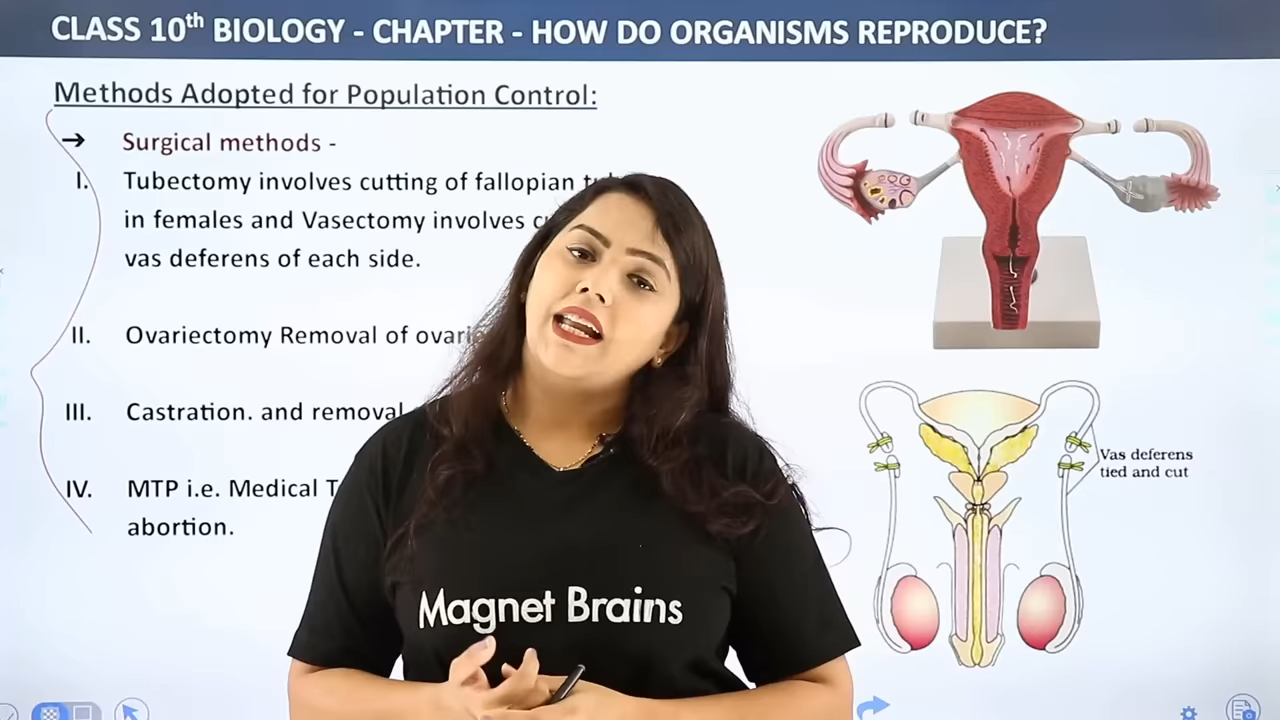 CLASS 10th BIOLOGY - CHAPTER - HOW DO ORGANISMS REPRODUCE?
Methods Adopted for Population Control:
→ Surgical methods -
I. Tubectomy involves cutting of fallopian
in females and Vasectomy involves
vas deferens of each side.
II. Ovariectomy Removal of
III. Castration. and removal
IV. MTP i.e. Medical
abortion.
Vas deferens
tied and cut
Magnet Brains